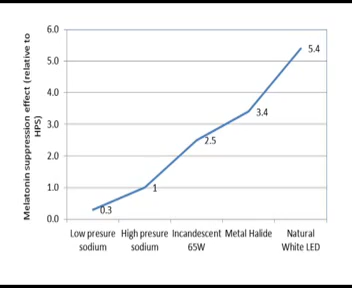 Melatonin suppression effect (relative to
HPS)
6.0
5.0
4.0
3.0
2.0
1.0
0.0
0.3
1
2.5
3.4
5.4
Low presure
sodium
High presure
sodium
Incandescent
65W
Metal Halide
Natural
White LED